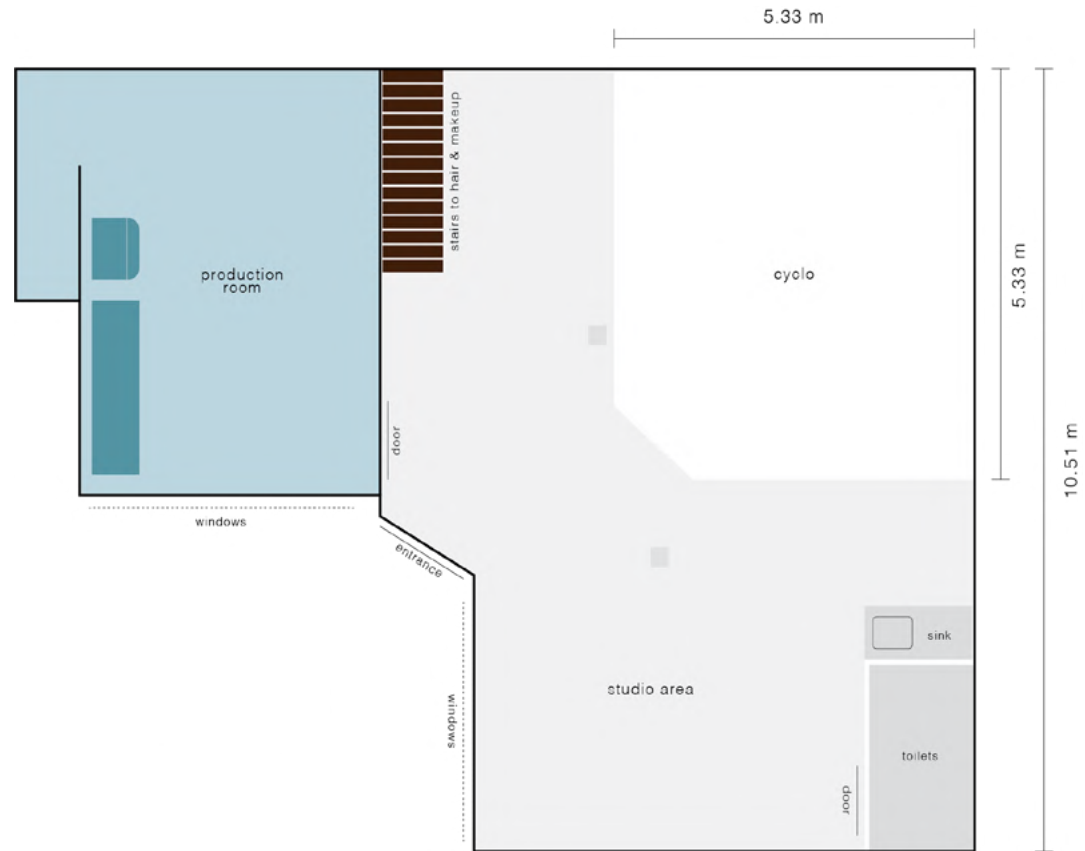 5.33 m
stairs to hair & makeup
production
room
cyclo
5.33 m
10.51 m
door
windows
entrance
sink
studio area
windows
toilets
door